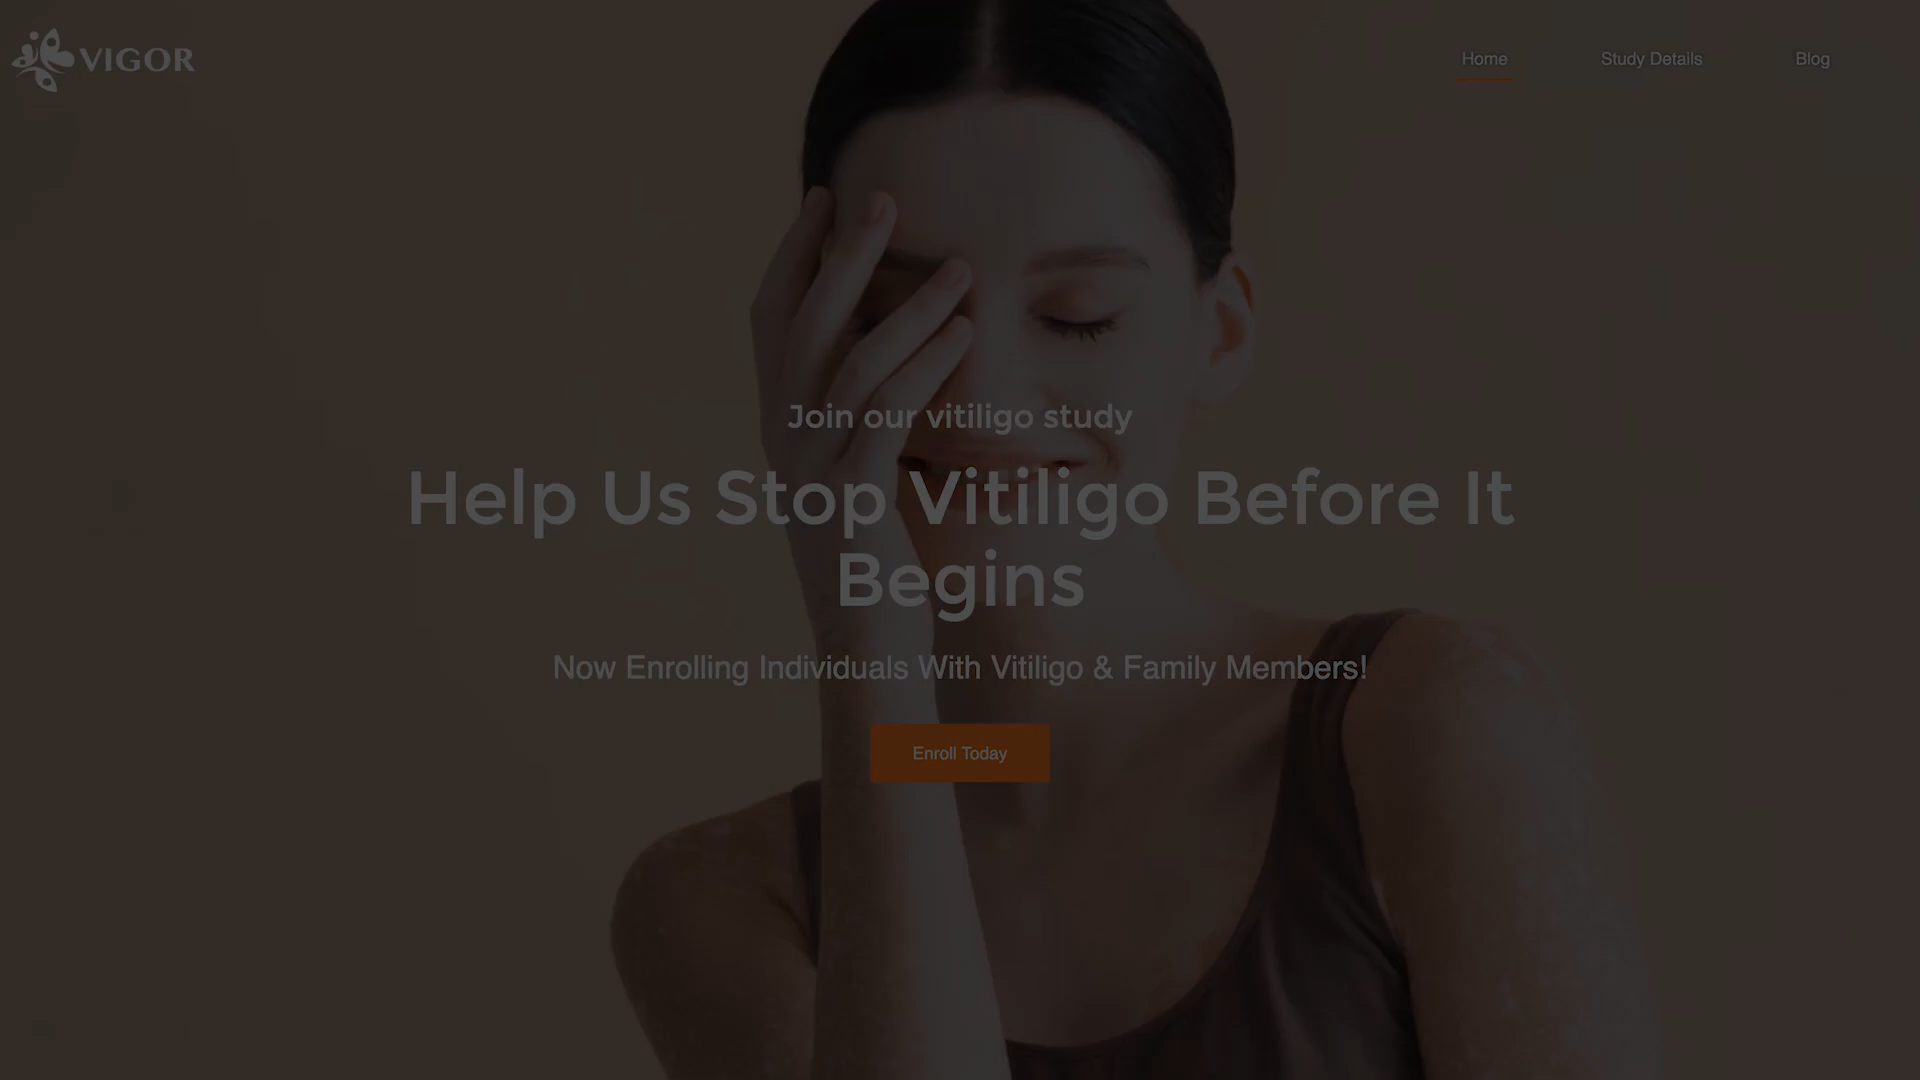 VIGOR
Home
Study Details
Blog
Join our vitiligo study
Help Us Stop Vitiligo Before It
Begins
Now Enrolling Individuals With Vitiligo & Family Members!
Enroll Today